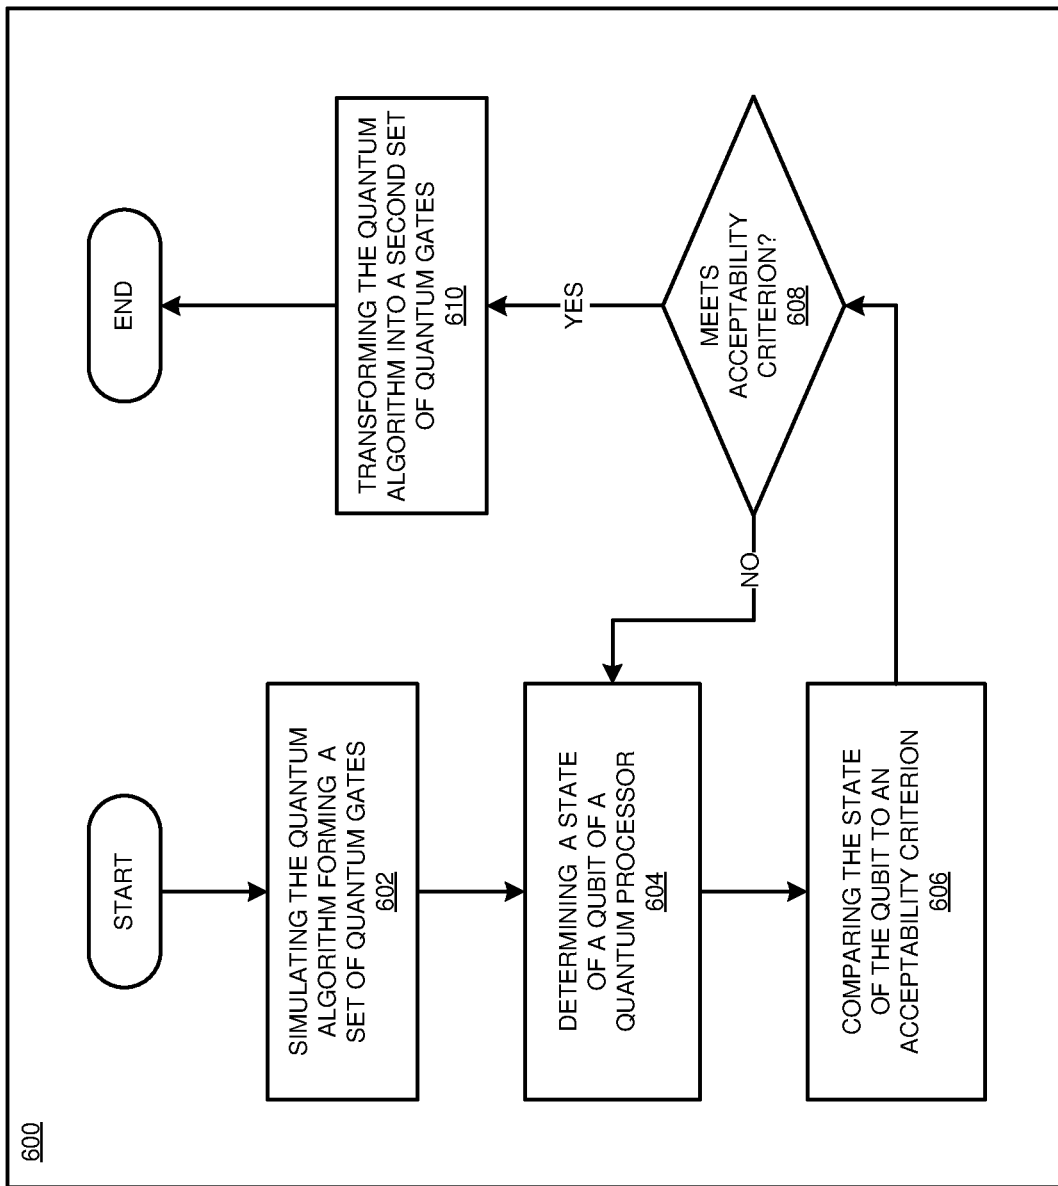 600
START
SIMULATING THE QUANTUM
ALGORITHM FORMING A
SET OF QUANTUM GATES
602
DETERMINING A STATE
OF A QUBIT OF A
QUANTUM PROCESSOR
604
COMPARING THE STATE
OF THE QUBIT TO AN
ACCEPTABILITY CRITERION
606
MEETS
ACCEPTABILITY
CRITERION?
608
NO
YES
TRANSFORMING THE QUANTUM
ALGORITHM INTO A SECOND SET
OF QUANTUM GATES
610
END